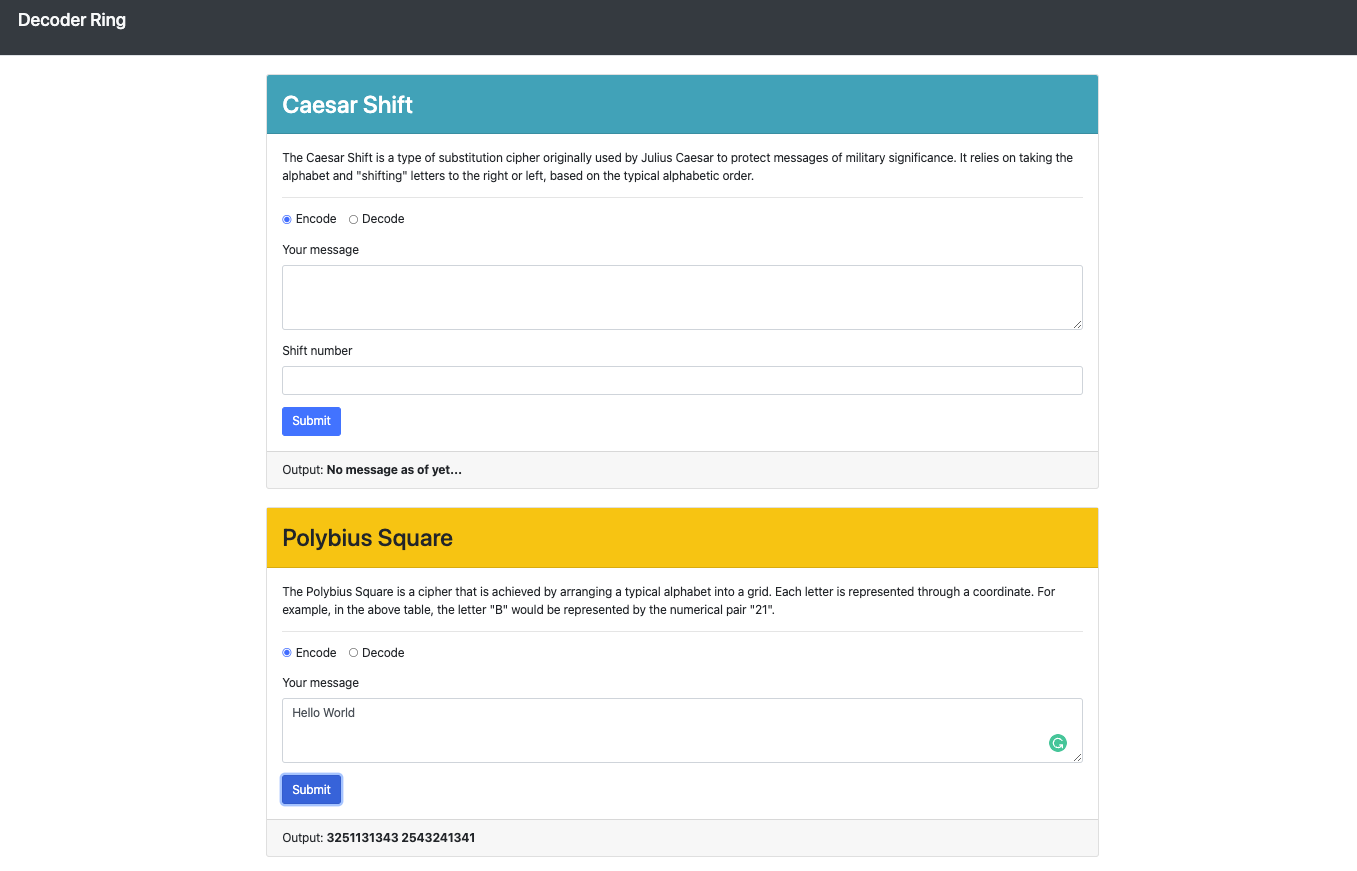 Decoder Ring
Caesar Shift
The Caesar Shift is a type of substitution cipher originally used by Julius Caesar to protect messages of military significance. It relies on taking the
alphabet and "shifting" letters to the right or left, based on the typical alphabetic order.
Encode Decode
Your message
Shift number
Submit
Output: No message as of yet...
Polybius Square
The Polybius Square is a cipher that is achieved by arranging a typical alphabet into a grid. Each letter is represented through a coordinate. For
example, in the above table, the letter "B" would be represented by the numerical pair "21".
Encode Decode
Your message
Hello World
Submit
Output: 3251131343 2543241341